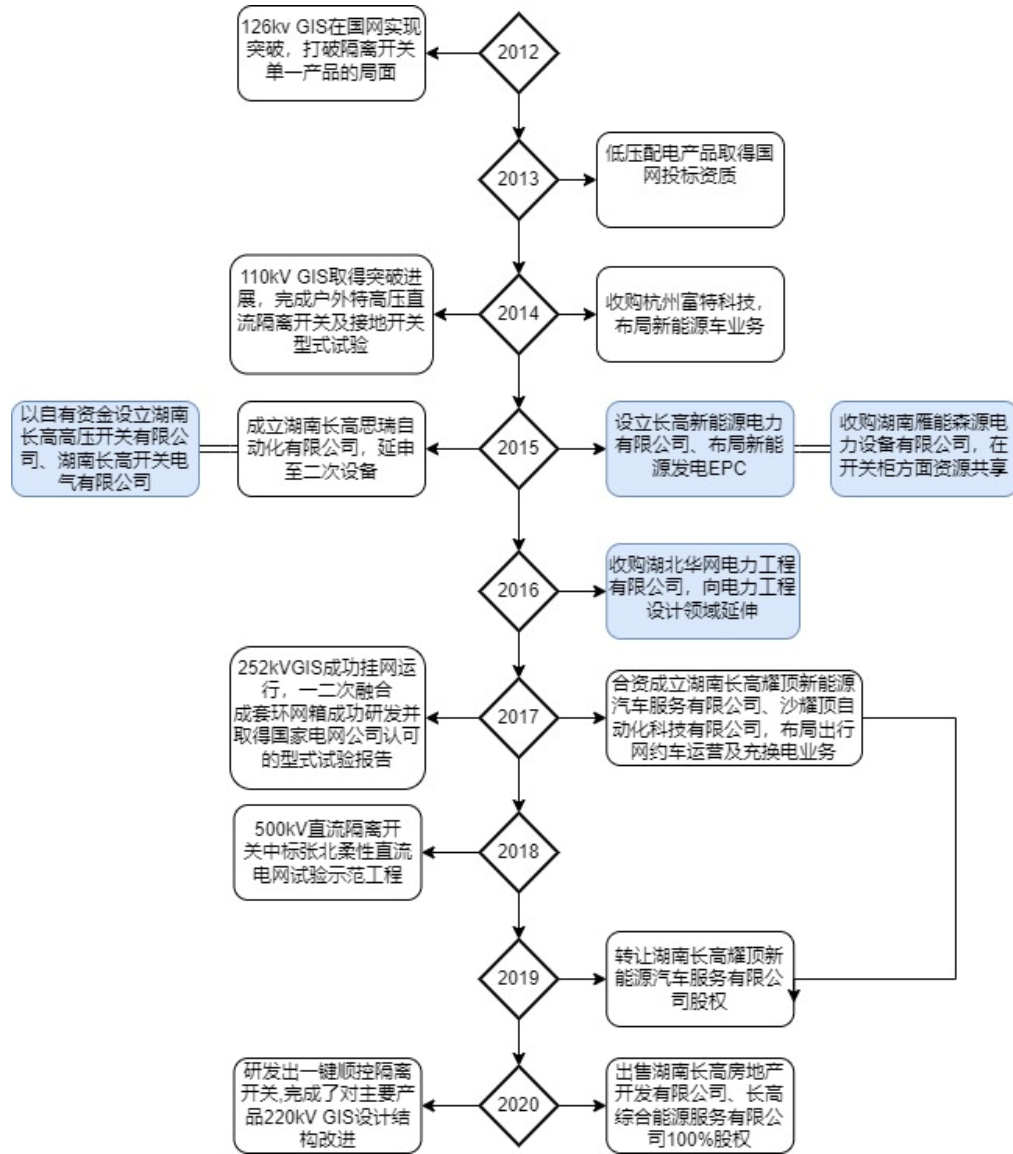 126kv GIS在国网实现
突破，打破隔离开关
单一产品的局面
2012
2013
低压配电产品取得国
网投标资质
110kV GIS取得突破进
展，完成户外特高压直
流隔离开关及接地开关
型式试验
2014
收购杭州富特科技，
布局新能源车业务
以自有资金设立湖南
长高高压开关有限公
司、湖南长高开关电
气有限公司
成立湖南长高思瑞自
动化有限公司，延申
至二次设备
2015
设立长高新能源电力
有限公司、布局新能
源发电EPC
收购湖南雁能森源电
力设备有限公司，在
开关柜方面资源共享
2016
收购湖北华网电力工程
有限公司，向电力工程
设计领域延伸
252kVGIS成功挂网运
行，一二次融合
成套环网箱成功研发并
取得国家电网公司认可
的型式试验报告
2017
合资成立湖南长高耀顶新能源
汽车服务有限公司、沙耀顶
自动化科技有限公司，布局出行
网约车运营及充换电业务
500kV直流隔离开
关中标张北柔性直流
电网试验示范工程
2018
2019
转让湖南长高耀顶新
能源汽车服务有限公
司股权
研发出一键顺控隔离
开关,完成了对主要产
品220kV GIS设计结
构改进
2020
出售湖南长高房地产
开发有限公司、长高
综合能源服务有限公
司100%股权